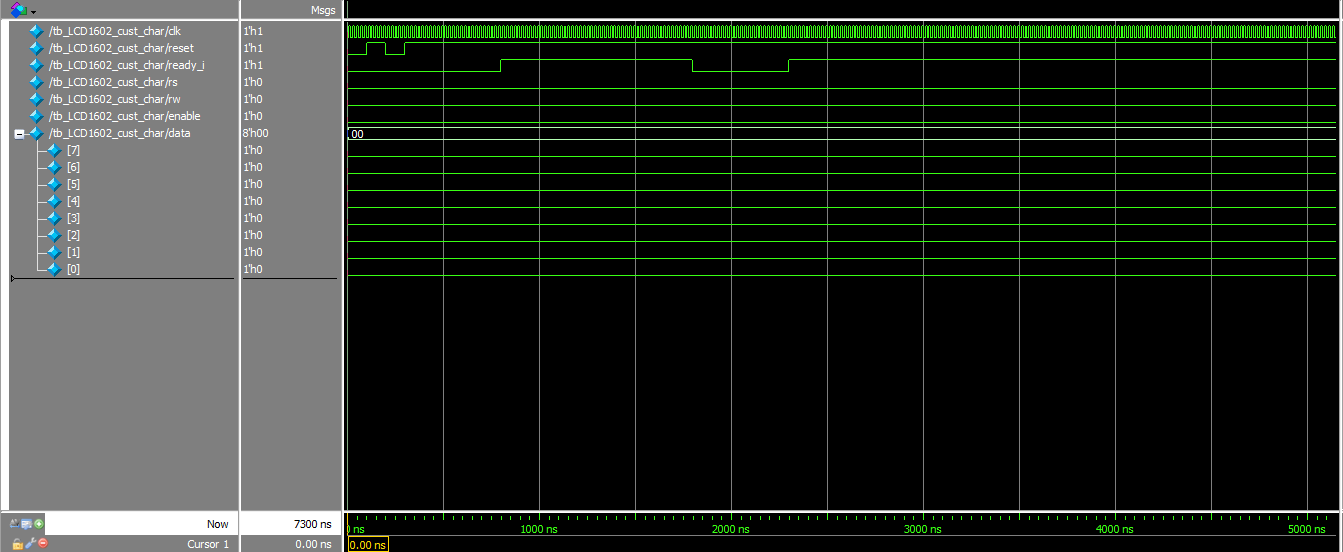 Msgs
/tb_LCD1602_cust_char/clk 1'h1
/tb_LCD1602_cust_char/reset 1'h1
/tb_LCD1602_cust_char/ready_i 1'h1
/tb_LCD1602_cust_char/rs 1'h0
/tb_LCD1602_cust_char/rw 1'h0
/tb_LCD1602_cust_char/enable 1'h0
/tb_LCD1602_cust_char/data 8'h00 00
[7] 1'h0
[6] 1'h0
[5] 1'h0
[4] 1'h0
[3] 1'h0
[2] 1'h0
[1] 1'h0
[0] 1'h0
Now 7300 ns ns 1000 ns 2000 ns 3000 ns 4000 ns 5000 ns
Cursor 1 0.00 ns 0.00 ns